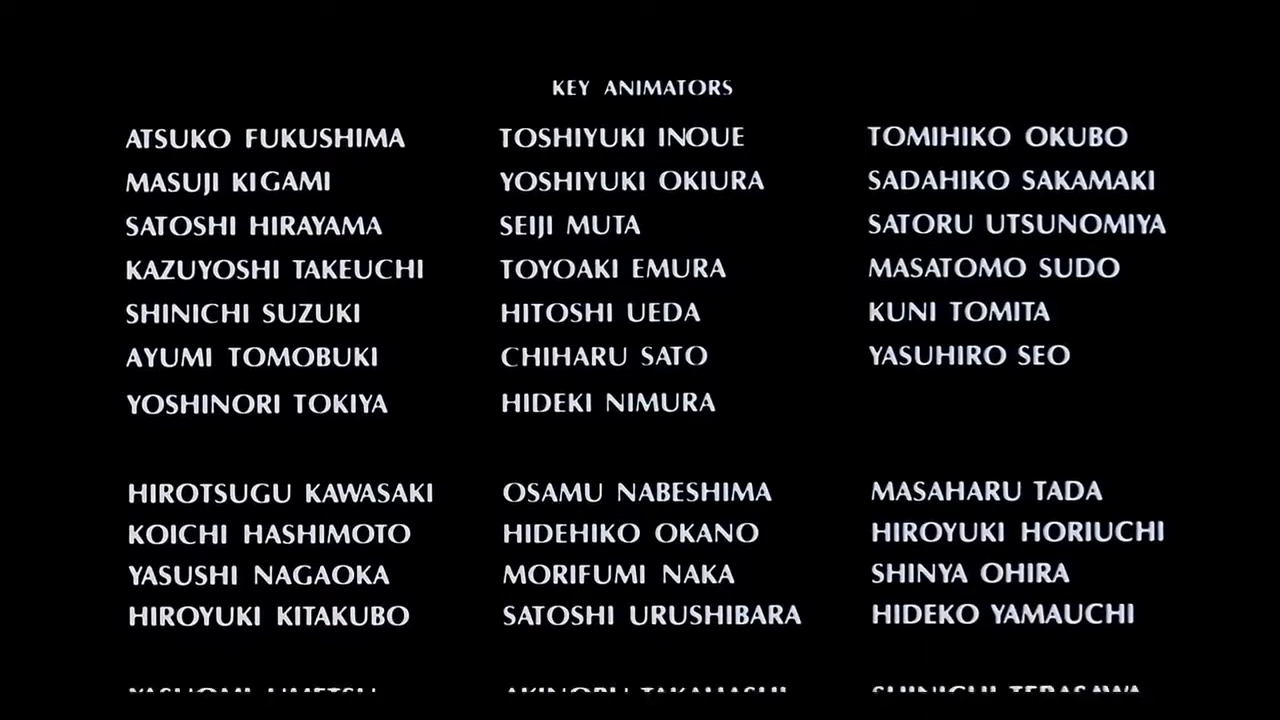 KEY ANIMATORS
ATSUKO FUKUSHIMA TOSHIYUKI INOUE TOMIHIKO OKUBO
MASUJI KIGAMI YOSHIYUKI OKIURA SADAHIKO SAKAMAKI
SATOSHI HIRAYAMA SEIJI MUTA SATORU UTSUNOMIYA
KAZUYOSHI TAKEUCHI TOYOAKI EMURA MASATOMO SUDO
SHINICHI SUZUKI HITOSHI UEDA KUNI TOMITA
AYUMI TOMOBUKI CHIHARU SATO YASUHIRO SEO
YOSHINORI TOKIYA HIDEKI NIMURA
HIROTSUGU KAWASAKI OSAMU NABESHIMA MASAHARU TADA
KOICHI HASHIMOTO HIDEHIKO OKANO HIROYUKI HORIUCHI
YASUSHI NAGAOKA MORIFUMI NAKA SHINYA OHIRA
HIROYUKI KITAKUBO SATOSHI URUSHIBARA HIDEKO YAMAUCHI